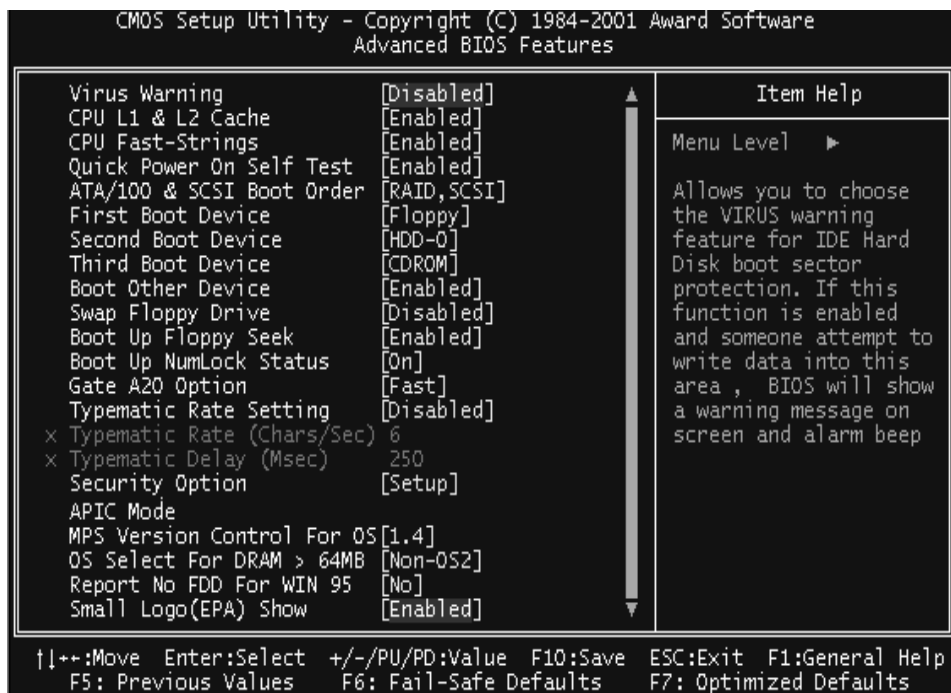 CMOS Setup Utility - Copyright (C) 1984-2001 Award Software
Advanced BIOS Features
Virus Warning [Disabled]
CPU L1 & L2 Cache [Enabled]
CPU Fast-Strings [Enabled]
Quick Power On Self Test [Enabled]
ATA/100 & SCSI Boot Order [RAID,SCSI]
First Boot Device [Floppy]
Second Boot Device [HDD-0]
Third Boot Device [CDROM]
Boot Other Device [Enabled]
Swap Floppy Drive [Disabled]
Boot Up Floppy Seek [Enabled]
Boot Up NumLock Status [On]
Gate A20 Option [Fast]
Typematic Rate Setting [Disabled]
x Typematic Rate (Chars/Sec) 6
x Typematic Delay (Msec) 250
Security Option [Setup]
APIC Mode
MPS Version Control For OS[1.4]
OS Select For DRAM > 64MB [Non-OS2]
Report No FDD For WIN 95 [No]
Small Logo(EPA) Show [Enabled]
Item Help
Menu Level ►
Allows you to choose
the VIRUS warning
feature for IDE Hard
Disk boot sector
protection. If this
function is enabled
and someone attempt to
write data into this
area , BIOS will show
a warning message on
screen and alarm beep
↑↓→←:Move Enter:Select +/-/PU/PD:Value F10:Save ESC:Exit F1:General Help
F5: Previous Values F6: Fail-Safe Defaults F7: Optimized Defaults